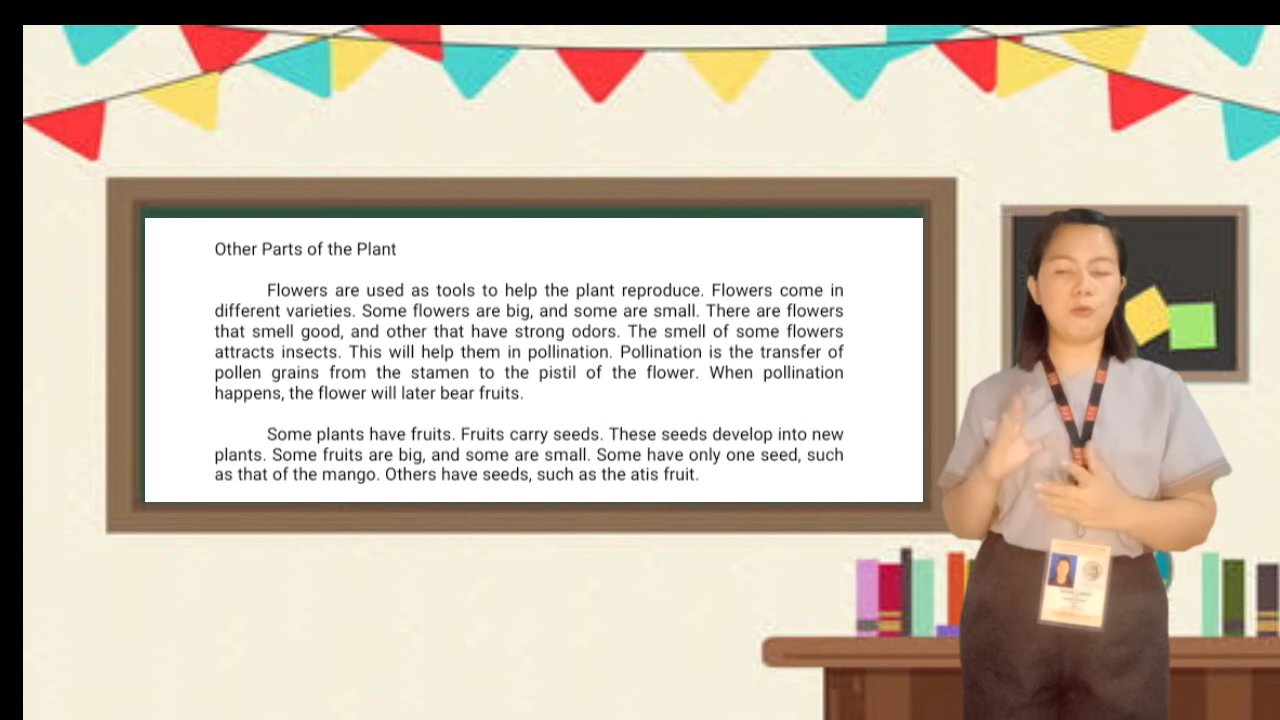 Other Parts of the Plant
Flowers are used as tools to help the plant reproduce. Flowers come in
different varieties. Some flowers are big, and some are small. There are flowers
that smell good, and other that have strong odors. The smell of some flowers
attracts insects. This will help them in pollination. Pollination is the transfer of
pollen grains from the stamen to the pistil of the flower. When pollination
happens, the flower will later bear fruits.
Some plants have fruits. Fruits carry seeds. These seeds develop into new
plants. Some fruits are big, and some are small. Some have only one seed, such
as that of the mango. Others have seeds, such as the atis fruit.